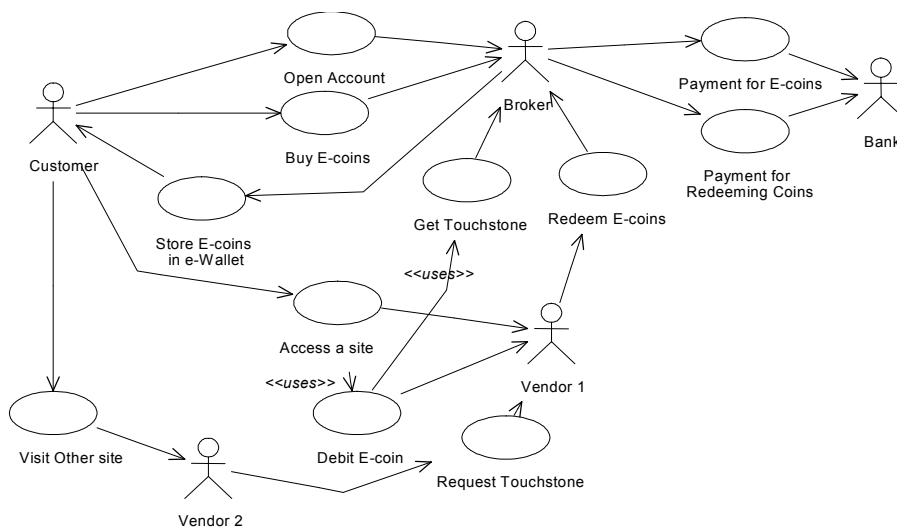 Open Account
Payment for E-coins
Broker
Bank
Customer
Buy E-coins
Payment for
Redeeming Coins
Get Touchstone
Redeem E-coins
Store E-coins
in e-Wallet
<<uses>>
Access a site
<<uses>>
Vendor 1
Visit Other site
Debit E-coin
Request Touchstone
Vendor 2